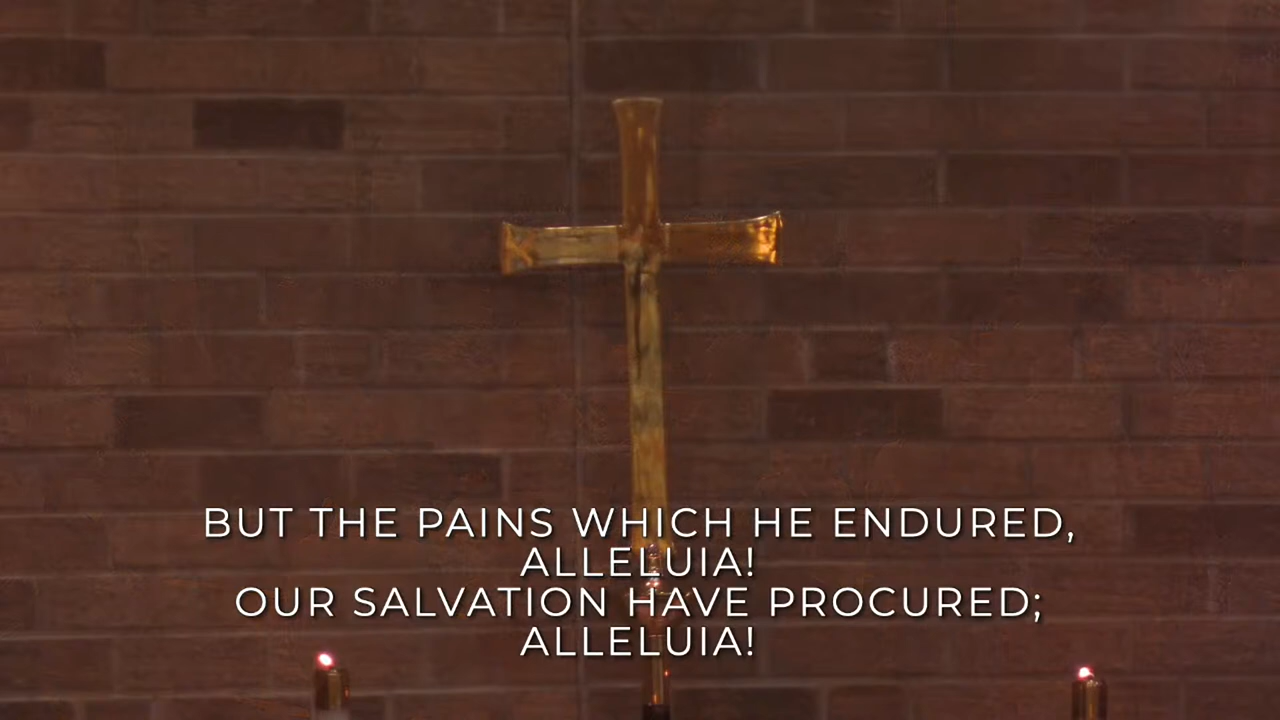 BUT THE PAINS WHICH HE ENDURED,
ALLELUIA!
OUR SALVATION HAVE PROCURED;
ALLELUIA!